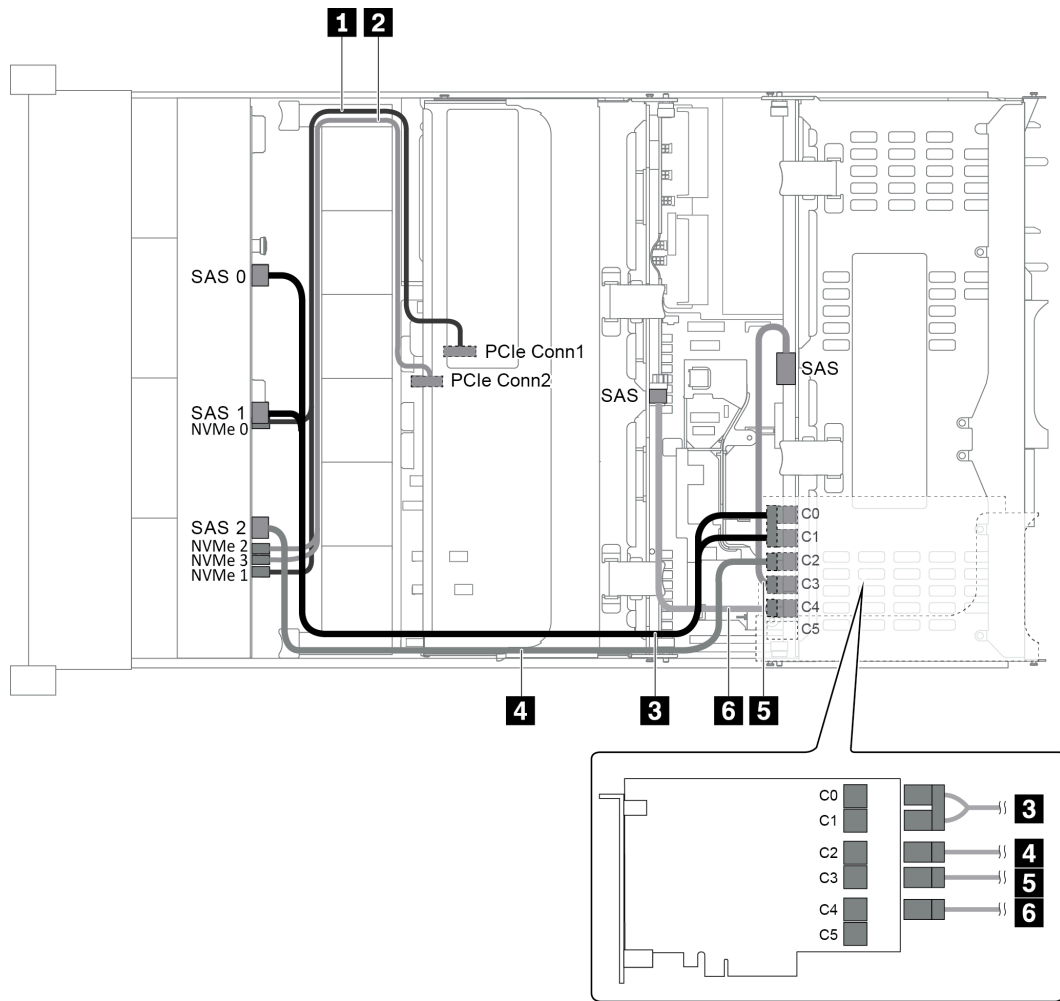 1 2
SAS 0
PCIe Conn1
SAS
PCIe Conn2
SAS
SAS 1
NVMe 0
C0
SAS 2
C1
NVMe 2
C2
NVMe 3
NVMe 1
C3
C4
C5
4 3 6 5
C0
3
C1
C2
4
C3
5
C4
6
C5